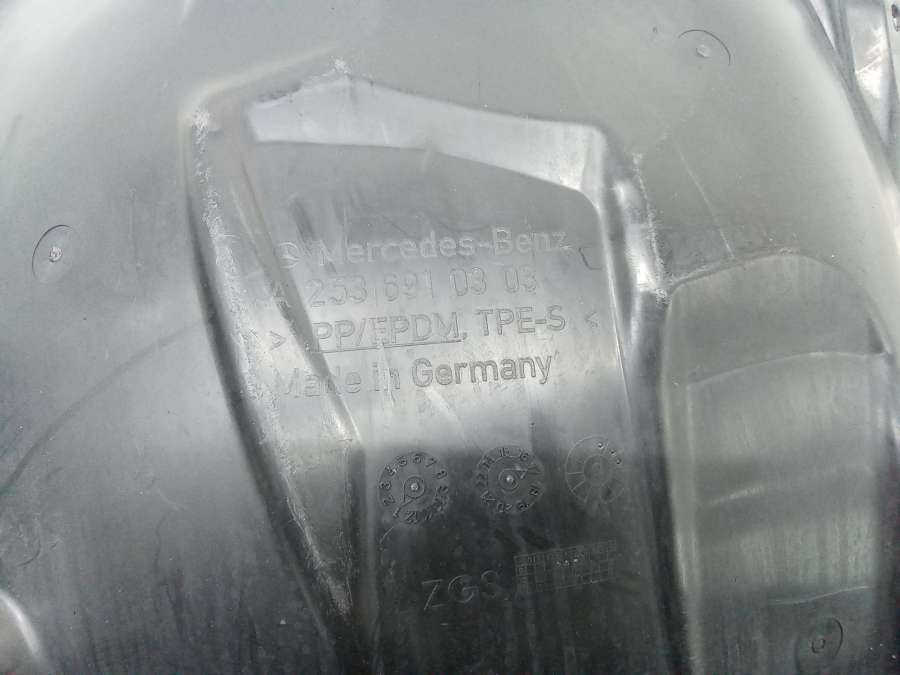 Mercedes-Benz
A 253 691 03 03
> PP/EPDM, TPE-S <
Made in Germany
ZGS